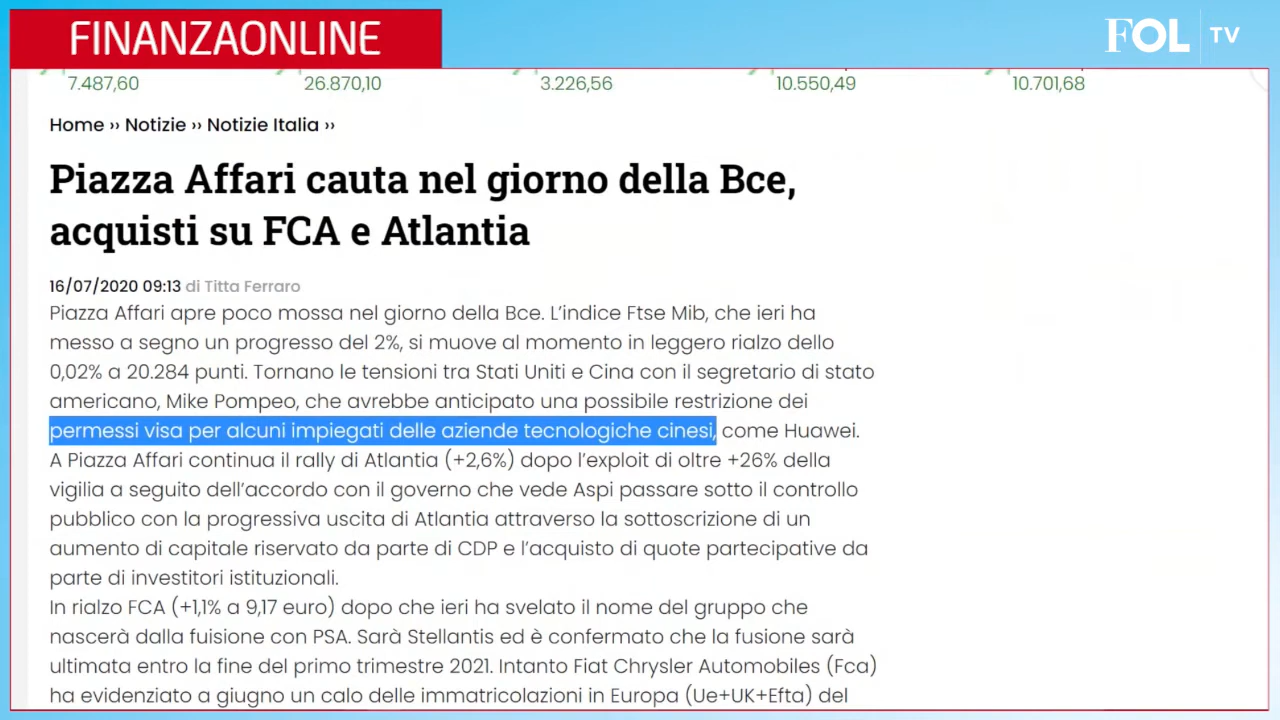 FINANZAONLINE
FOL TV
7.487,60 26.870,10 3.226,56 10.550,49 10.701,68
Home ›› Notizie ›› Notizie Italia ››
Piazza Affari cauta nel giorno della Bce,
acquisti su FCA e Atlantia
16/07/2020 09:13 di Titta Ferraro
Piazza Affari apre poco mossa nel giorno della Bce. L’indice Ftse Mib, che ieri ha
messo a segno un progresso del 2%, si muove al momento in leggero rialzo dello
0,02% a 20.284 punti. Tornano le tensioni tra Stati Uniti e Cina con il segretario di stato
americano, Mike Pompeo, che avrebbe anticipato una possibile restrizione dei
permessi visa per alcuni impiegati delle aziende tecnologiche cinesi, come Huawei.
A Piazza Affari continua il rally di Atlantia (+2,6%) dopo l’exploit di oltre +26% della
vigilia a seguito dell’accordo con il governo che vede Aspi passare sotto il controllo
pubblico con la progressiva uscita di Atlantia attraverso la sottoscrizione di un
aumento di capitale riservato da parte di CDP e l’acquisto di quote partecipative da
parte di investitori istituzionali.
In rialzo FCA (+1,1% a 9,17 euro) dopo che ieri ha svelato il nome del gruppo che
nascerà dalla fuisione con PSA. Sarà Stellantis ed è confermato che la fusione sarà
ultimata entro la fine del primo trimestre 2021. Intanto Fiat Chrysler Automobiles (Fca)
ha evidenziato a giugno un calo delle immatricolazioni in Europa (Ue+UK+Efta) del